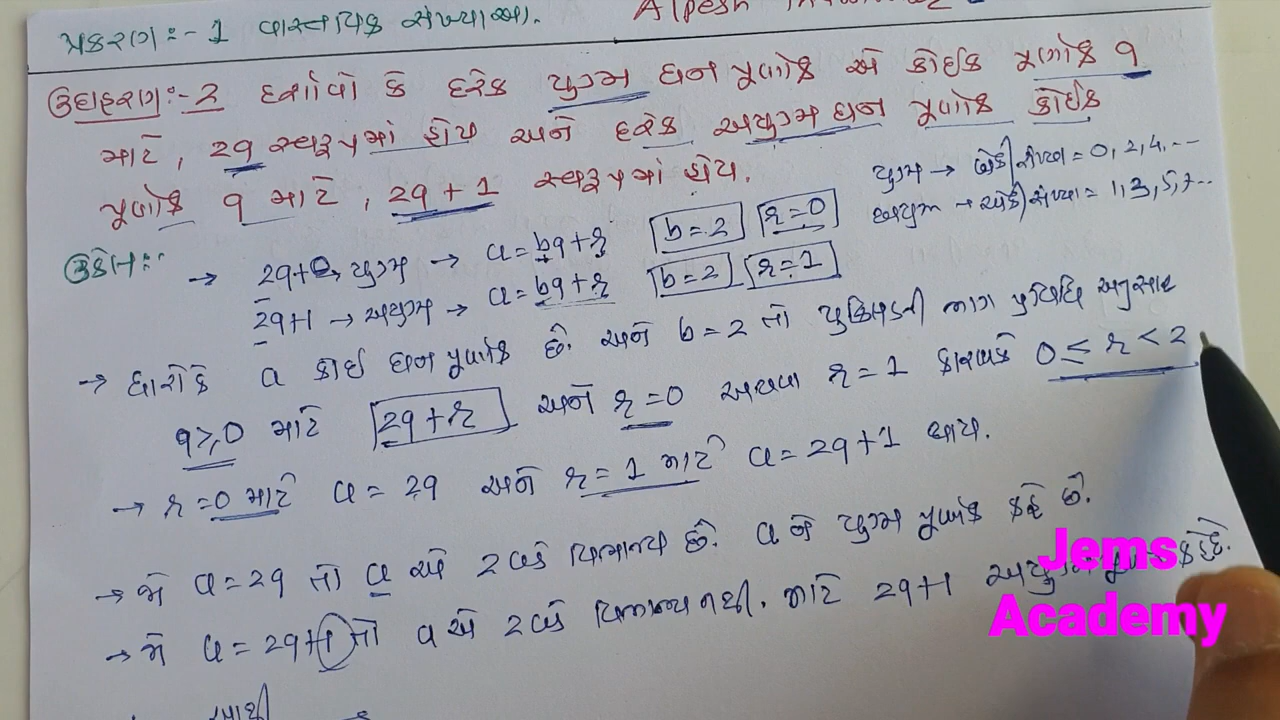 પ્રકરણ :- 1 વાસ્તવિક સંખ્યાઓ. Alpesh
ઉદાહરણ :- 2 દર્શાવો કે દરેક યુગ્મ ધન પૂર્ણાંક એ કોઈક પૂર્ણાંક q
માટે, 2q સ્વરૂપમાં હોય અને દરેક અયુગ્મ ધન પૂર્ણાંક કોઈક
પૂર્ણાંક q માટે, 2q + 1 સ્વરૂપમાં હોય.
યુગ્મ → બેકી સંખ્યા = 0, 2, 4, ...
અયુગ્મ → એકી સંખ્યા = 1, 3, 5, 7...
ઉકેલ :-
→ 2q+0, યુગ્મ → a = bq+r b = 2 r = 0
2q+1 → અયુગ્મ → a = bq+r b = 2 r = 1
→ ધારોકે a કોઈ ધન પૂર્ણાંક છે. અને b = 2 તો યુક્લિડની ભાગ પ્રવિધિ અનુસાર
q ≥ 0 માટે 2q + r અને r = 0 અથવા r = 1 કારણકે 0 ≤ r < 2
→ r = 0 માટે a = 2q અને r = 1 માટે a = 2q + 1 થાય.
→ જો a = 2q તો a એ 2 વડે વિભાજ્ય છે. a ને યુગ્મ પૂર્ણાંક કહે છે.
→ જો a = 2q+1 તો a એ 2 વડે વિભાજ્ય નથી. માટે 2q+1 કહેછે.
Jems
Academy